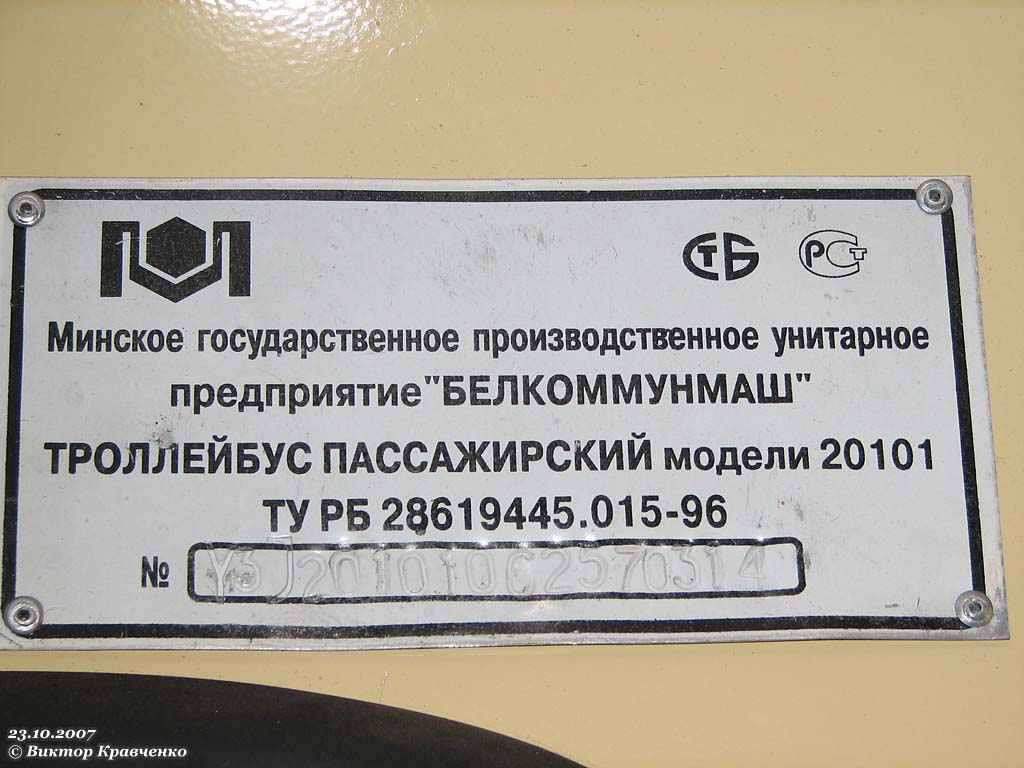 СТБ РСТ
Минское государственное производственное унитарное
предприятие "БЕЛКОММУНМАШ"
ТРОЛЛЕЙБУС ПАССАЖИРСКИЙ модели 20101
ТУ РБ 28619445.015-96
№ Y3J20101062570314
23.10.2007
© Виктор Кравченко